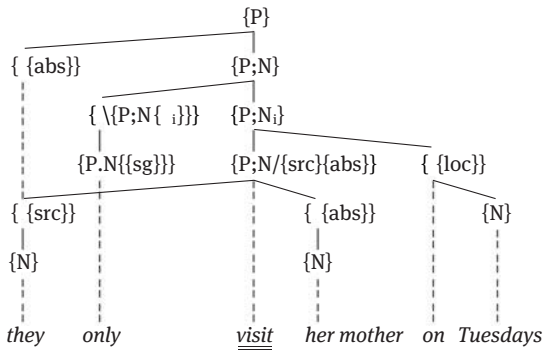 {P}
{ {abs}} {P;N}
{ \{P;N{ ᵢ}}} {P;Nᵢ}
{P.N{{sg}}} {P;N/{src}{abs}} { {loc}}
{ {src}} { {abs}} {N}
{N} {N}
they only visit her mother on Tuesdays